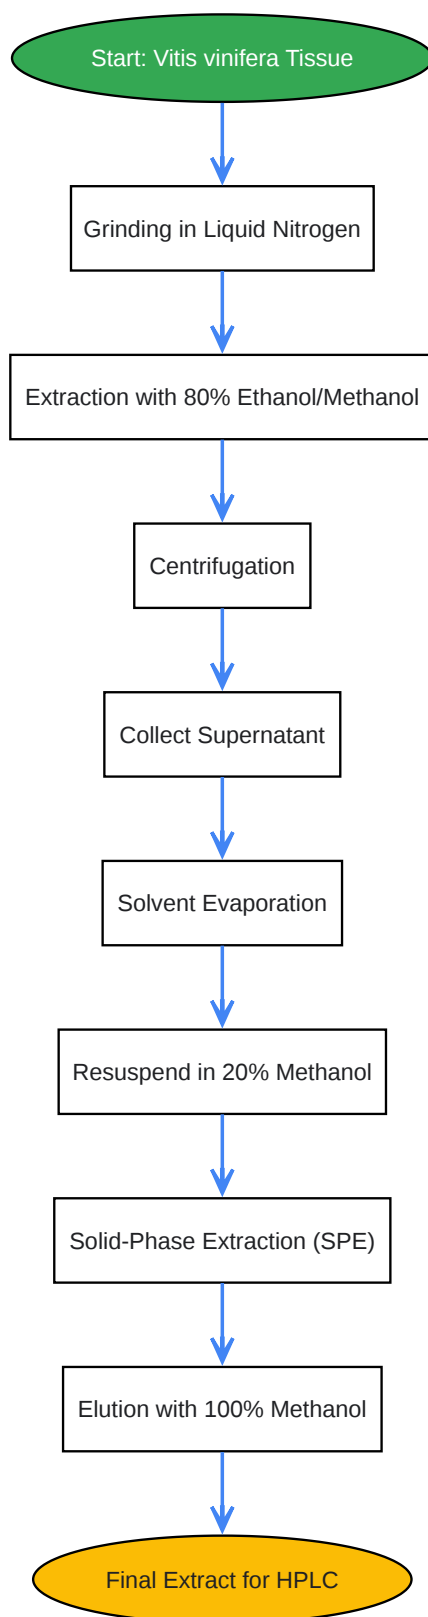 Start: Vitis vinifera Tissue
Grinding in Liquid Nitrogen
Extraction with 80% Ethanol/Methanol
Centrifugation
Collect Supernatant
Solvent Evaporation
Resuspend in 20% Methanol
Solid-Phase Extraction (SPE)
Elution with 100% Methanol
Final Extract for HPLC